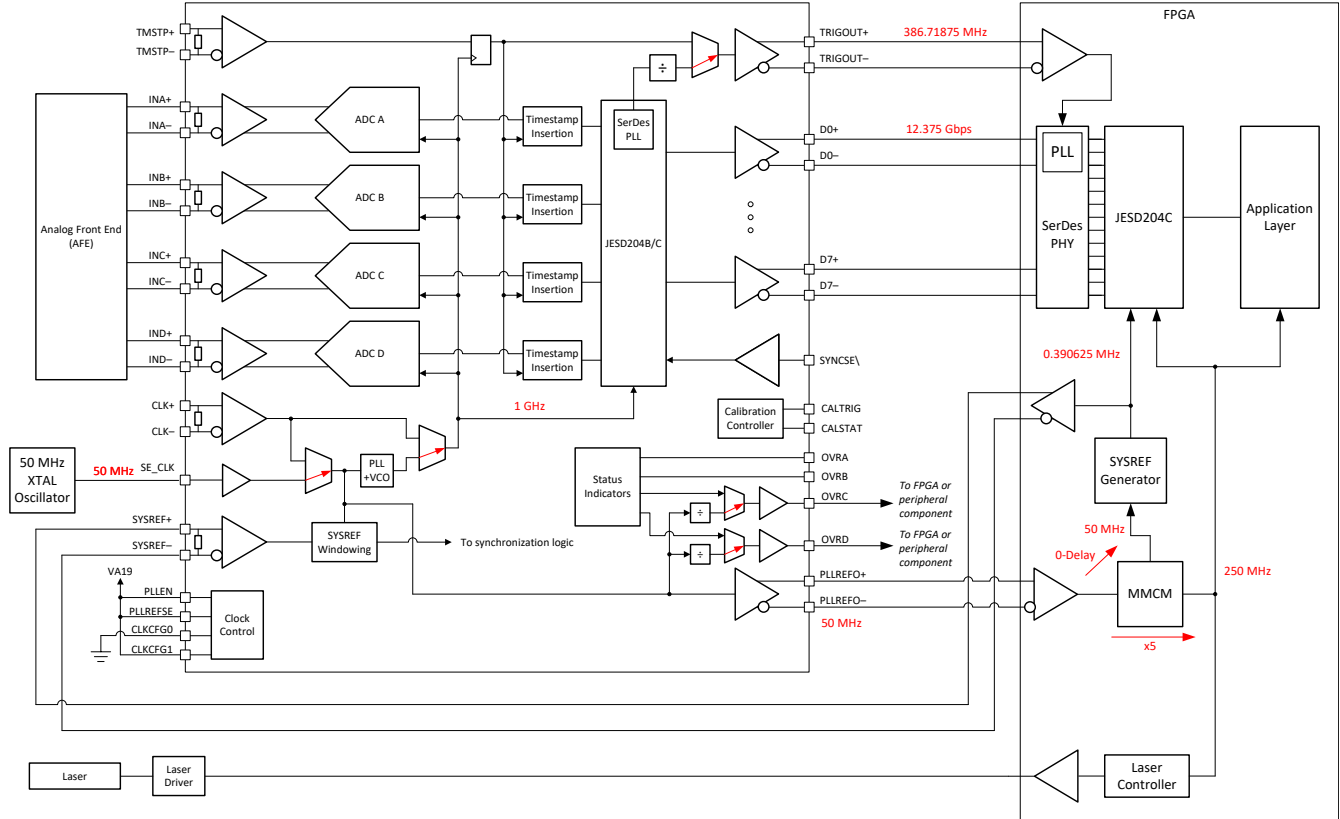 FPGA
TMSTP+
TMSTP−
TRIGOUT+
386.71875 MHz
TRIGOUT−
÷
INA+
INA−
ADC A
Timestamp
Insertion
SerDes
PLL
D0+
12.375 Gbps
D0−
PLL
INB+
INB−
ADC B
Timestamp
Insertion
Analog Front End
(AFE)
JESD204B/C
SerDes
PHY
JESD204C
Application
Layer
INC+
INC−
ADC C
Timestamp
Insertion
D7+
D7−
IND+
IND−
ADC D
Timestamp
Insertion
SYNCSE\
0.390625 MHz
CLK+
CLK−
1 GHz
Calibration
Controller
CALTRIG
CALSTAT
50 MHz
XTAL
Oscillator
50 MHz
SE_CLK
PLL
+VCO
Status
Indicators
OVRA
OVRB
OVRC
To FPGA or
peripheral
component
÷
SYSREF
Generator
SYSREF+
SYSREF−
SYSREF
Windowing
To synchronization logic
÷
OVRD
To FPGA or
peripheral
component
50 MHz
0-Delay
VA19
PLLEN
PLLREFSE
CLKCFG0
CLKCFG1
Clock
Control
PLLREFO+
PLLREFO−
50 MHz
MMCM
250 MHz
x5
Laser
Laser
Driver
Laser
Controller